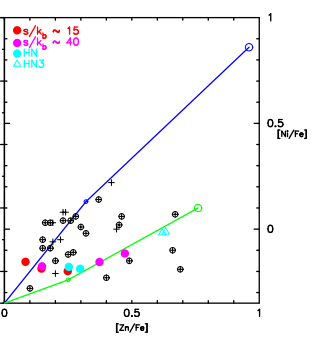 s/k_b ~ 15
s/k_b ~ 40
HN
HN3
1
0.5
[Ni/Fe]
0
0
0.5
1
[Zn/Fe]